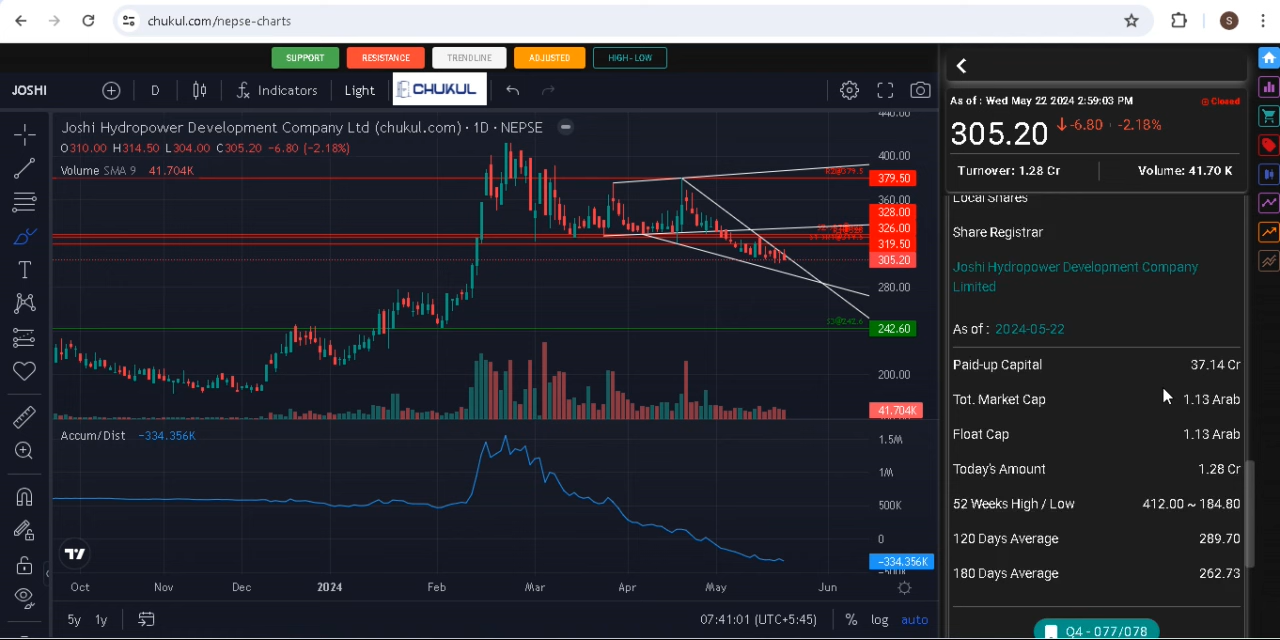 chukul.com/nepse-charts
S
SUPPORT RESISTANCE TRENDLINE ADJUSTED HIGH - LOW
JOSHI D Indicators Light CHUKUL
Joshi Hydropower Development Company Ltd (chukul.com) · 1D · NEPSE
O310.00 H314.50 L304.00 C305.20 -6.80 (-2.18%)
Volume SMA 9 41.704K
440.00
400.00
379.50
360.00
328.00
326.00
319.50
305.20
280.00
242.60
200.00
41.704K
Accum/Dist -334.356K
1.5M
1M
500K
0
-334.356K
-500K
Oct Nov Dec 2024 Feb Mar Apr May Jun
5y 1y 07:41:01 (UTC+5:45) % log auto
As of : Wed May 22 2024 2:59:03 PM Closed
305.20 -6.80 -2.18%
Turnover: 1.28 Cr Volume: 41.70 K
Local Shares
Share Registrar
Joshi Hydropower Development Company
Limited
As of : 2024-05-22
Paid-up Capital 37.14 Cr
Tot. Market Cap 1.13 Arab
Float Cap 1.13 Arab
Today's Amount 1.28 Cr
52 Weeks High / Low 412.00 ~ 184.80
120 Days Average 289.70
180 Days Average 262.73
Q4 - 077/078